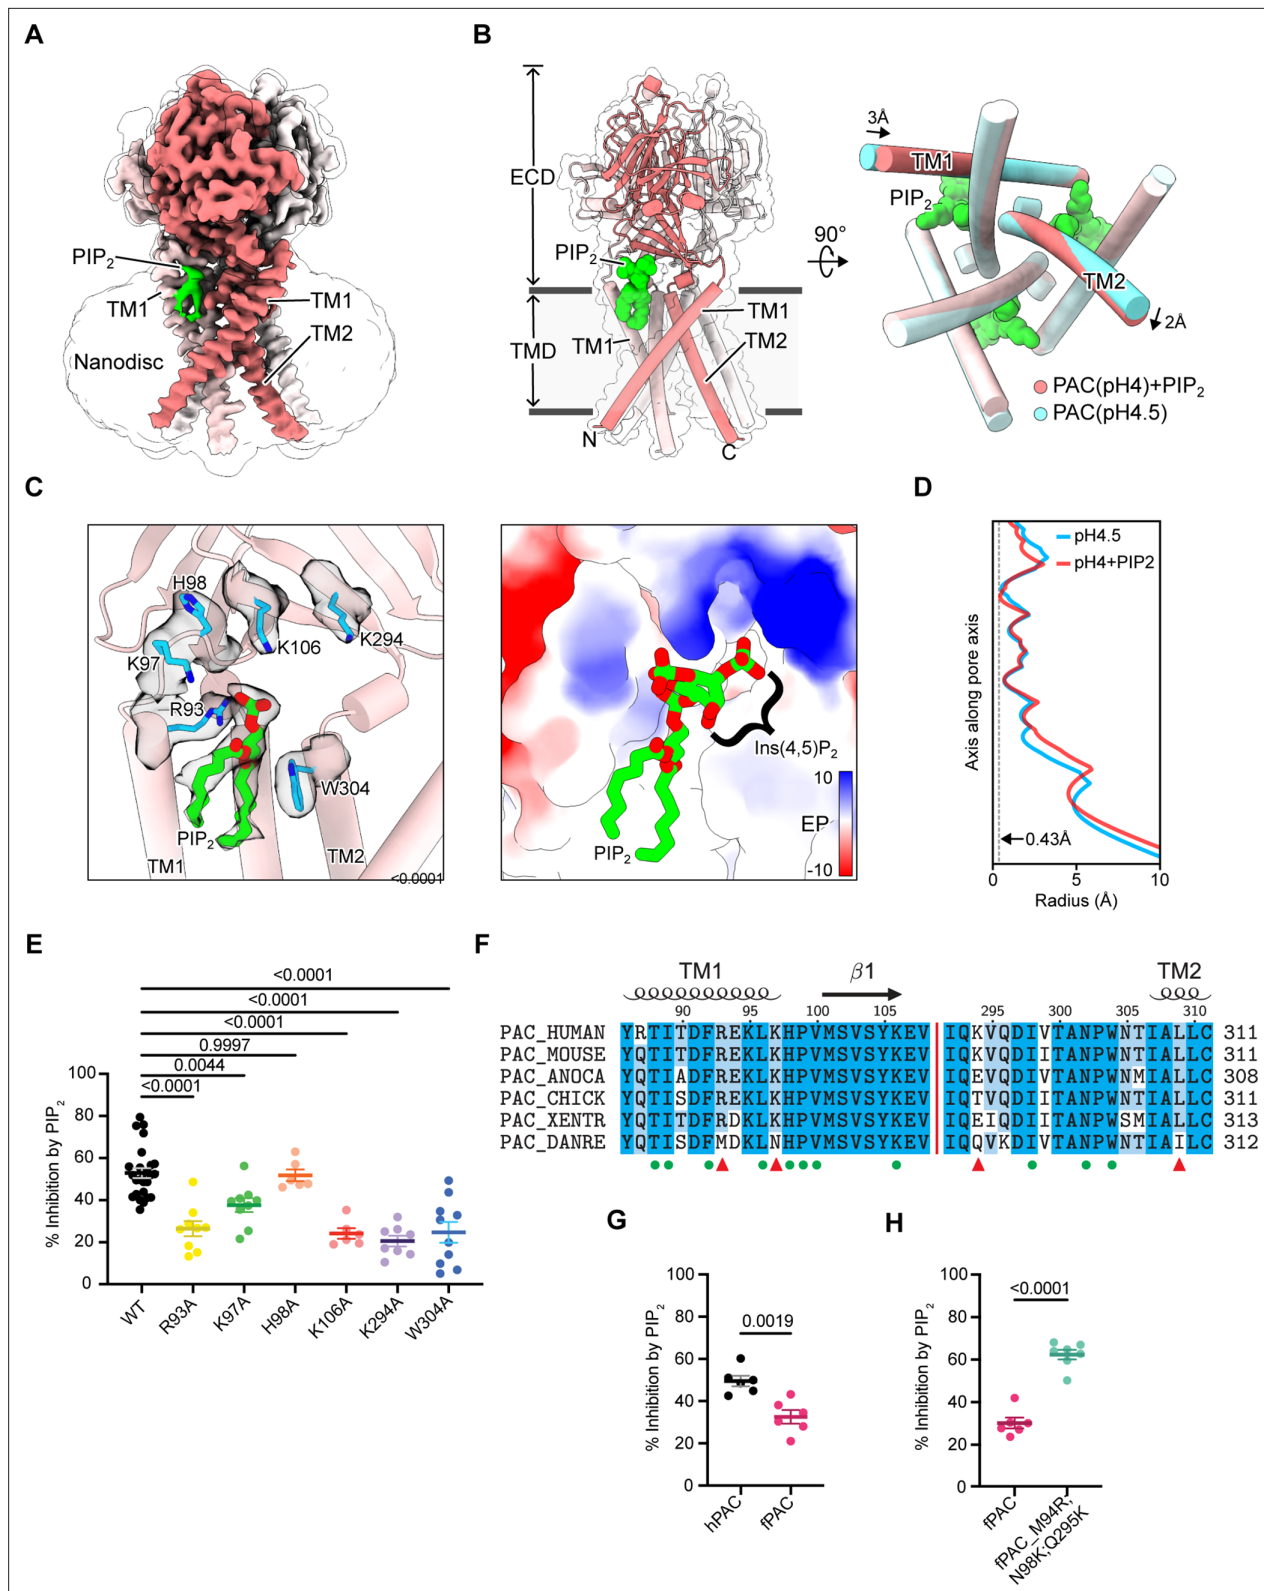 A
PIP2
TM1
TM1
TM2
Nanodisc
B
ECD
PIP2
TMD
TM1
TM1
TM2
N
C
90°
3Å
TM1
PIP2
TM2
2Å
PAC(pH4)+PIP2
PAC(pH4.5)
C
H98
K106
K294
K97
R93
W304
PIP2
TM1
TM2
<0.0001
Ins(4,5)P2
PIP2
10
EP
-10
D
pH4.5
pH4+PIP2
Axis along pore axis
0.43Å
0 5 10
Radius (Å)
E
<0.0001
<0.0001
<0.0001
0.9997
0.0044
<0.0001
% Inhibition by PIP2
100
80
60
40
20
0
WT R93A K97A H98A K106A K294A W304A
F
TM1 β1 TM2
90 95 100 105 295 300 305 310
PAC_HUMAN YRTITDFREKLKHPVMSVSYKEV IQKVQDIVTANPWNTIALLC 311
PAC_MOUSE YQTITDFREKLKHPVMSVSYKEV IQKVQDIITANPWNTIALLC 311
PAC_ANOCA YQTIADFREKLKHPVMSVSYKEV IQEVQDIVTANPWNMIALLC 308
PAC_CHICK YQTISDFREKLKHPVMSVSYKEV IQTVQDIITANPWNTIALLC 311
PAC_XENTR YQTITDFRDKLKHPVMSVSYKEV IQEIQDIITANPWSMIALLC 313
PAC_DANRE YQTISDFMDKLNHPVMSVSYKEV IQQVKDIVTANPWNTIAILC 312
G
% Inhibition by PIP2
100
80
60
40
20
0
0.0019
hPAC fPAC
H
% Inhibition by PIP2
100
80
60
40
20
0
<0.0001
fPAC
fPAC_M94R;
N98K;Q295K